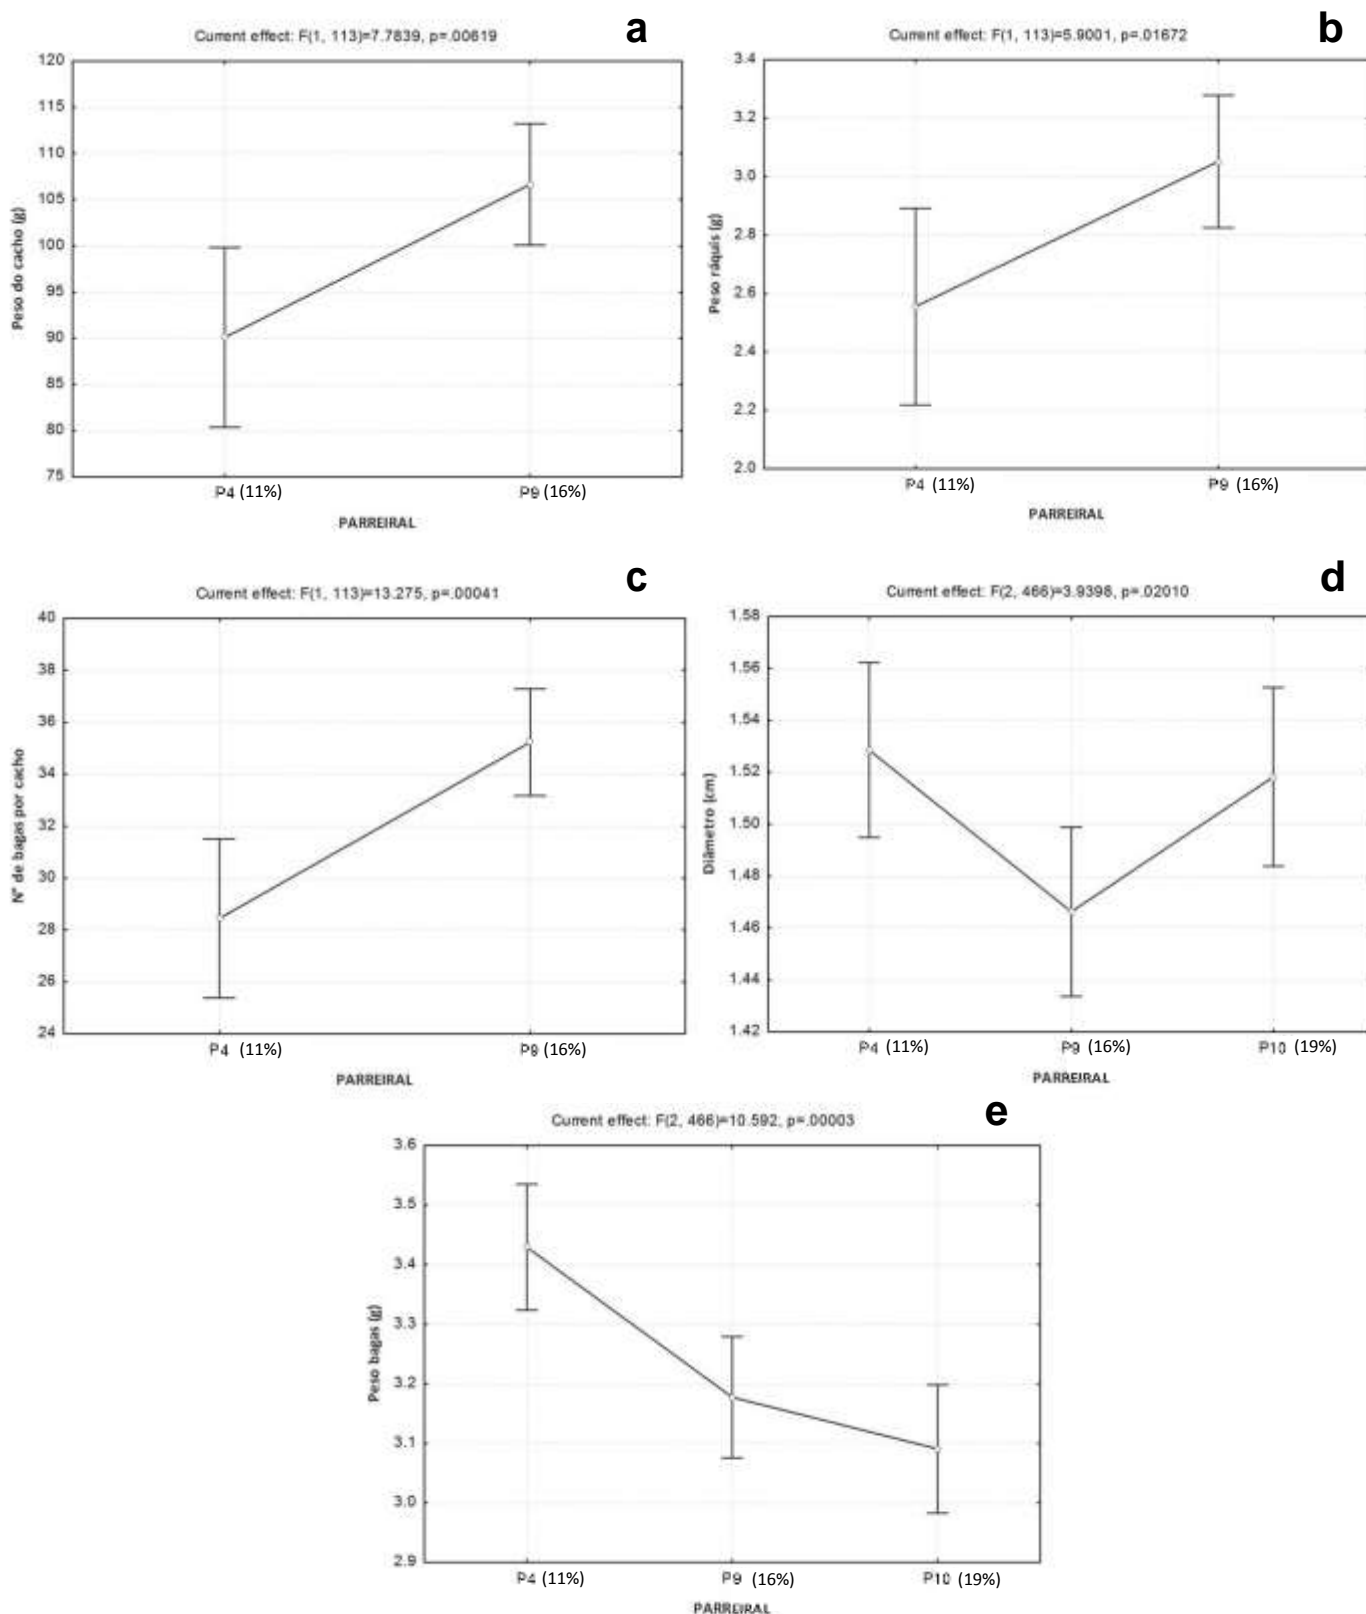 Current effect: F(1, 113)=7.7839, p=.00619
a
120
115
110
105
100
95
90
85
80
75
Peso do cacho (g)
P4 (11%)
P9 (16%)
PARREIRAL
Current effect: F(1, 113)=5.9001, p=.01672
b
3.4
3.2
3.0
2.8
2.6
2.4
2.2
2.0
Peso ráquis (g)
P4 (11%)
P9 (16%)
PARREIRAL
Current effect: F(1, 113)=13.275, p=.00041
c
40
38
36
34
32
30
28
26
24
N° de bagas por cacho
P4 (11%)
P9 (16%)
PARREIRAL
Current effect: F(2, 466)=3.9398, p=.02010
d
1.58
1.56
1.54
1.52
1.50
1.48
1.46
1.44
1.42
Diâmetro (cm)
P4 (11%)
P9 (16%)
P10 (19%)
PARREIRAL
Current effect: F(2, 466)=10.592, p=.00003
e
3.6
3.5
3.4
3.3
3.2
3.1
3.0
2.9
Peso bagas (g)
P4 (11%)
P9 (16%)
P10 (19%)
PARREIRAL